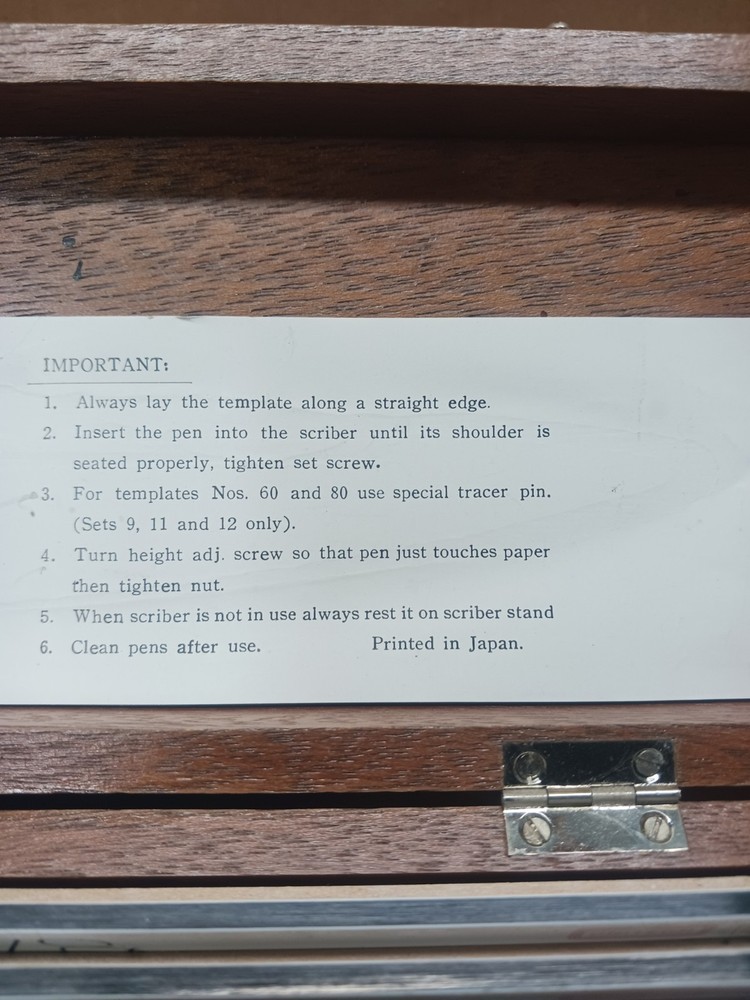 IMPORTANT:
1. Always lay the template along a straight edge.
2. Insert the pen into the scriber until its shoulder is
seated properly, tighten set screw.
3. For templates Nos. 60 and 80 use special tracer pin.
(Sets 9, 11 and 12 only).
4. Turn height adj. screw so that pen just touches paper
then tighten nut.
5. When scriber is not in use always rest it on scriber stand
6. Clean pens after use. Printed in Japan.